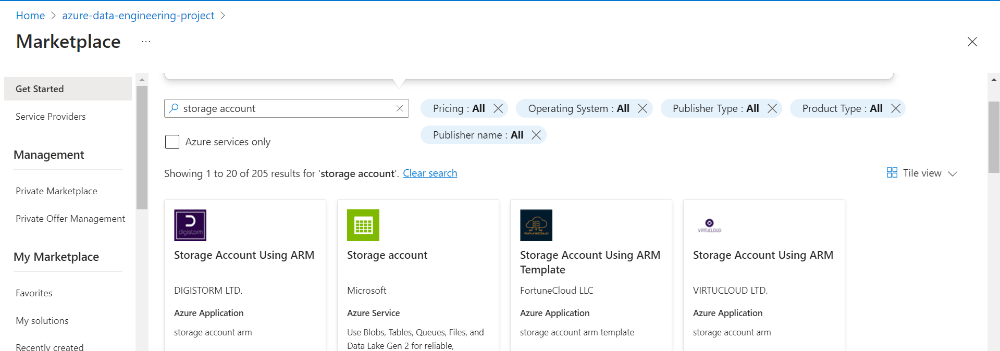 Home > azure-data-engineering-project >
Marketplace ...
Get Started
Service Providers
Management
Private Marketplace
Private Offer Management
My Marketplace
Favorites
My solutions
Recently created
storage account
Pricing : All
Operating System : All
Publisher Type : All
Product Type : All
Publisher name : All
Azure services only
Showing 1 to 20 of 205 results for 'storage account'. Clear search
Tile view
digistorm
Storage Account Using ARM
DIGISTORM LTD.
Azure Application
storage account arm
Storage account
Microsoft
Azure Service
Use Blobs, Tables, Queues, Files, and
Data Lake Gen 2 for reliable,
FortuneCloud
Storage Account Using ARM
Template
FortuneCloud LLC
Azure Application
storage account arm template
VIRTUCLOUD
Storage Account Using ARM
VIRTUCLOUD LTD.
Azure Application
storage account arm